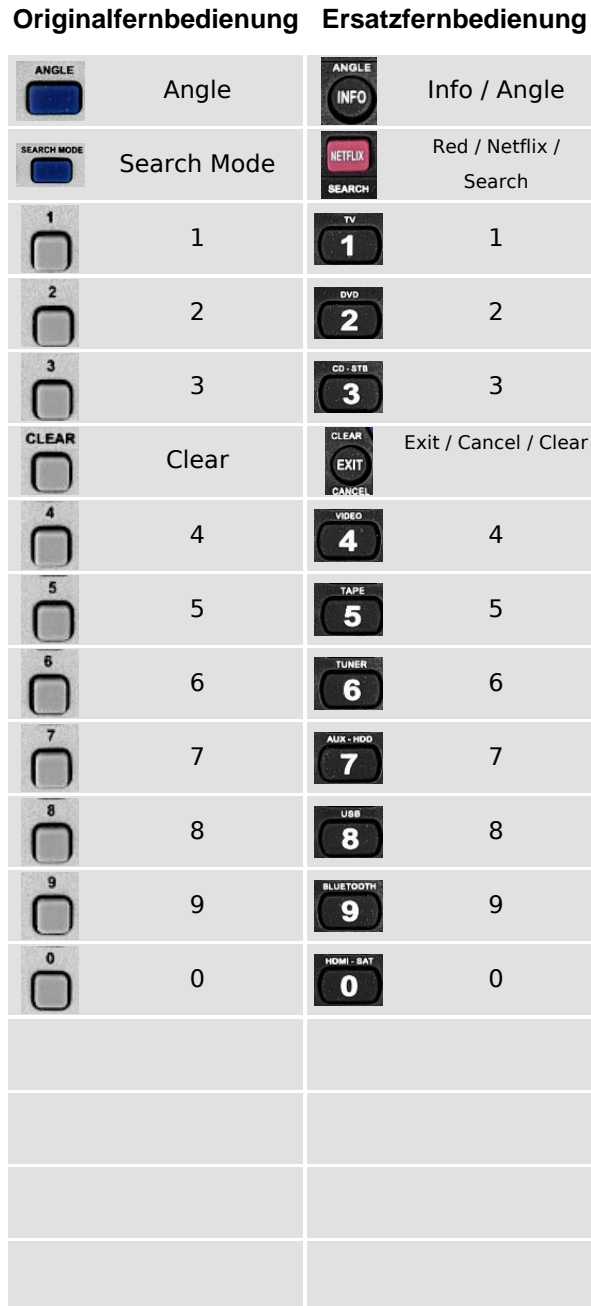 Originalfernbedienung Ersatzfernbedienung
ANGLE
Angle
ANGLE
INFO
Info / Angle
SEARCH MODE
Search Mode
NETFLIX
SEARCH
Red / Netflix /
Search
1
1
TV
1
1
2
2
DVD
2
2
3
3
CD - STB
3
3
CLEAR
Clear
CLEAR
EXIT
CANCEL
Exit / Cancel / Clear
4
4
VIDEO
4
4
5
5
TAPE
5
5
6
6
TUNER
6
6
7
7
AUX - HDD
7
7
8
8
USB
8
8
9
9
BLUETOOTH
9
9
0
0
HDMI - SAT
0
0